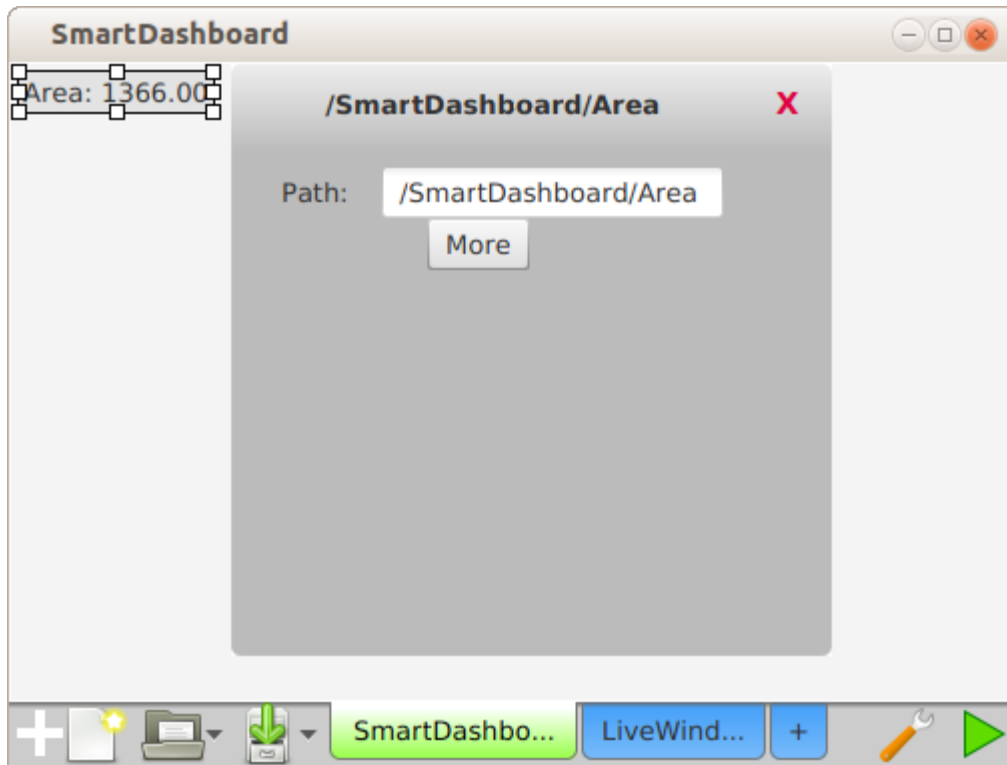 SmartDashboard
Area: 1366.00
/SmartDashboard/Area X
Path: /SmartDashboard/Area
More
SmartDashbo... LiveWind... +